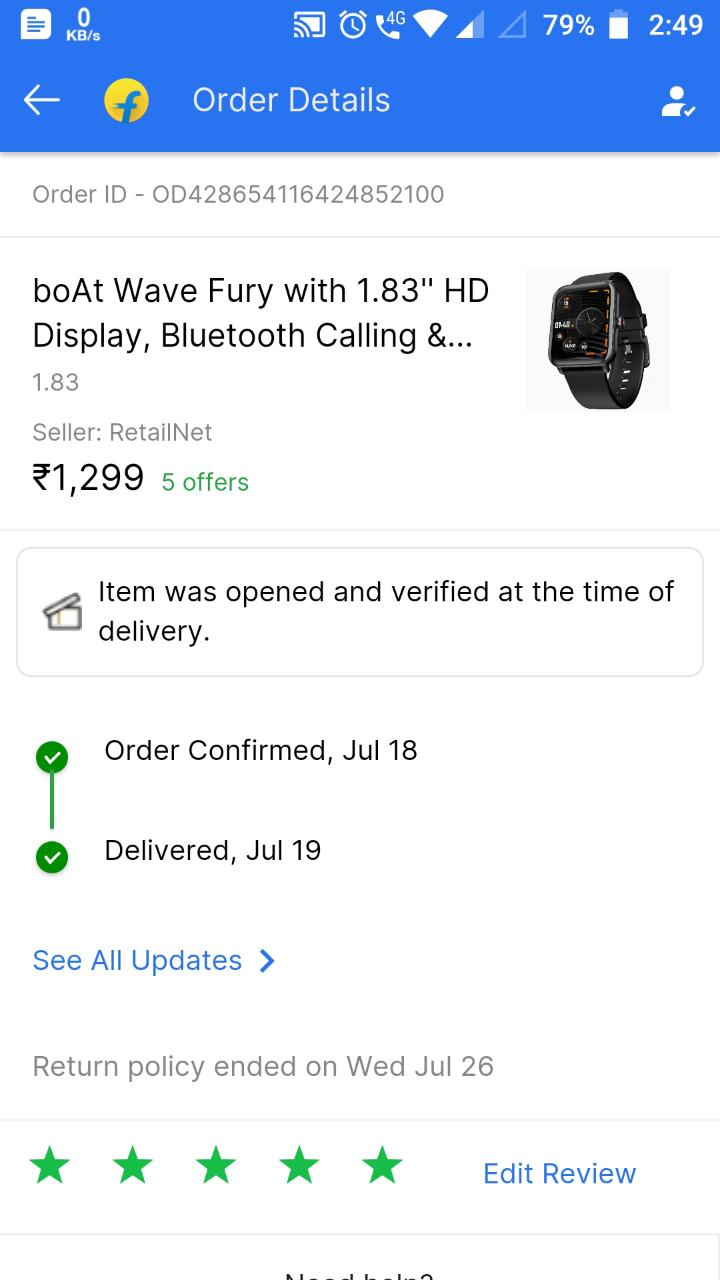 0
KB/s
4G
79%
2:49
Order Details
Order ID - OD428654116424852100
boAt Wave Fury with 1.83" HD
Display, Bluetooth Calling &...
1.83
Seller: RetailNet
₹1,299 5 offers
Item was opened and verified at the time of
delivery.
Order Confirmed, Jul 18
Delivered, Jul 19
See All Updates
Return policy ended on Wed Jul 26
Edit Review
Need help?